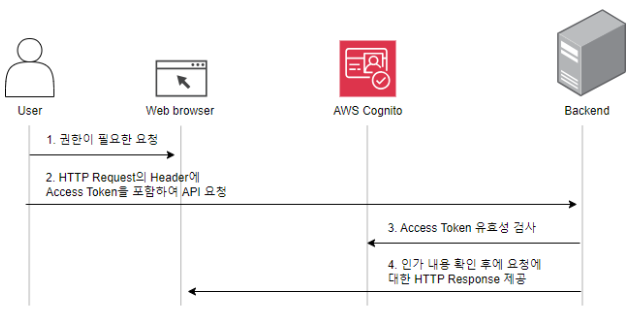 User
Web browser
AWS Cognito
Backend
1. 권한이 필요한 요청
2. HTTP Request의 Header에
Access Token을 포함하여 API 요청
3. Access Token 유효성 검사
4. 인가 내용 확인 후에 요청에
대한 HTTP Response 제공